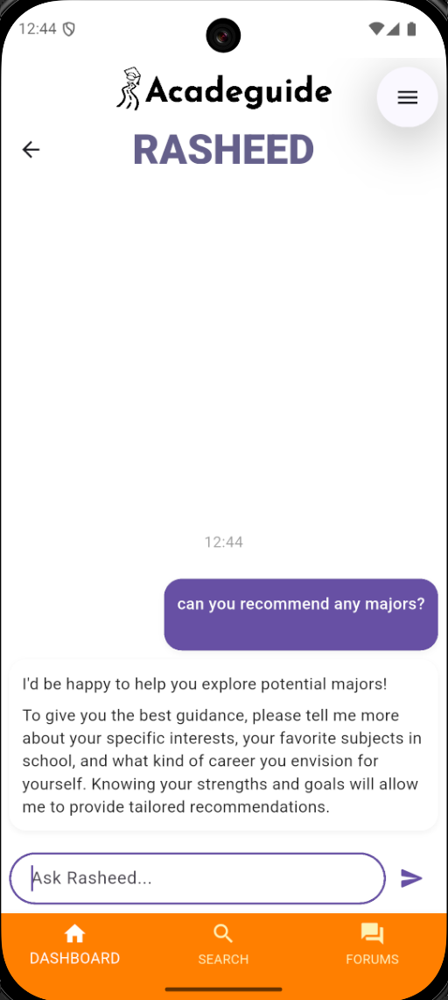 12:44
Acadeguide
RASHEED
12:44
can you recommend any majors?
I'd be happy to help you explore potential majors!
To give you the best guidance, please tell me more
about your specific interests, your favorite subjects in
school, and what kind of career you envision for
yourself. Knowing your strengths and goals will allow
me to provide tailored recommendations.
Ask Rasheed...
DASHBOARD
SEARCH
FORUMS